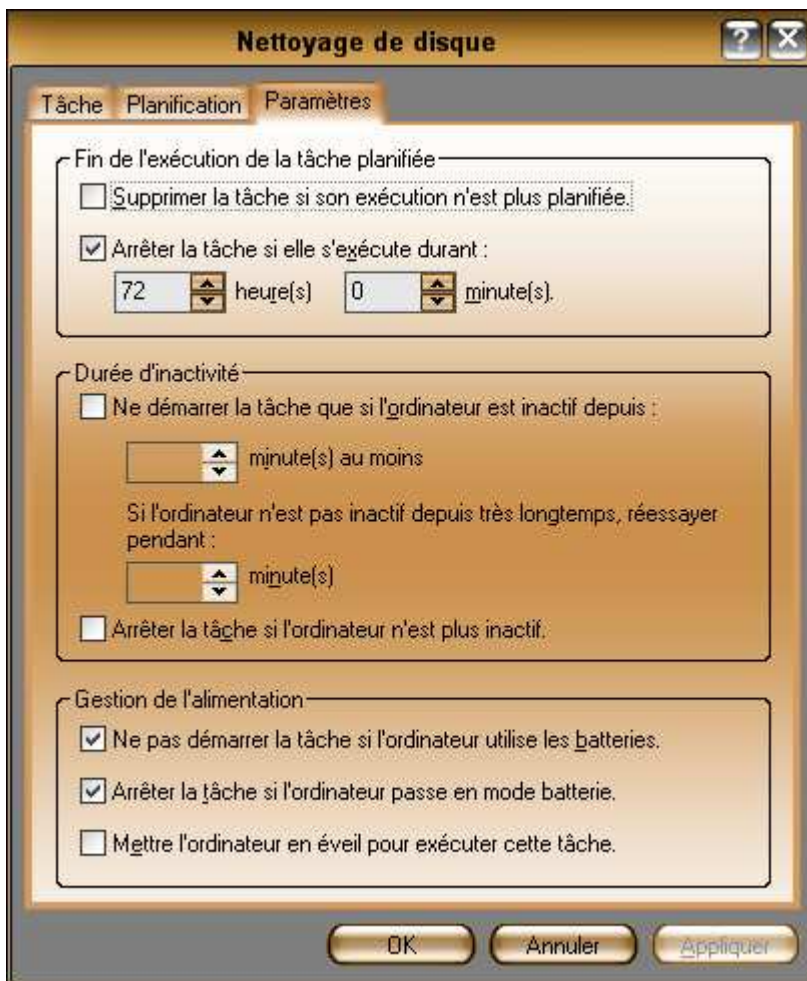 Nettoyage de disque
Tâche Planification Paramètres
Fin de l'exécution de la tâche planifiée
Supprimer la tâche si son exécution n'est plus planifiée.
Arrêter la tâche si elle s'exécute durant :
72 heure(s) 0 minute(s).
Durée d'inactivité
Ne démarrer la tâche que si l'ordinateur est inactif depuis :
minute(s) au moins
Si l'ordinateur n'est pas inactif depuis très longtemps, réessayer
pendant :
minute(s)
Arrêter la tâche si l'ordinateur n'est plus inactif.
Gestion de l'alimentation
Ne pas démarrer la tâche si l'ordinateur utilise les batteries.
Arrêter la tâche si l'ordinateur passe en mode batterie.
Mettre l'ordinateur en éveil pour exécuter cette tâche.
OK Annuler Appliquer